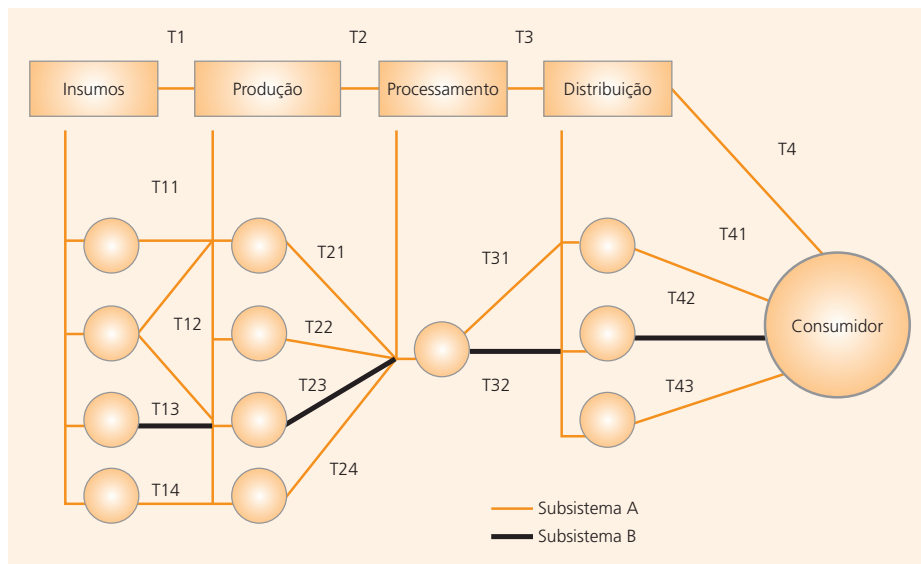 T1
T2
T3
Insumos
Produção
Processamento
Distribuição
T4
T11
T21
T31
T41
T12
T22
T42
Consumidor
T13
T23
T32
T43
T14
T24
Subsistema A
Subsistema B